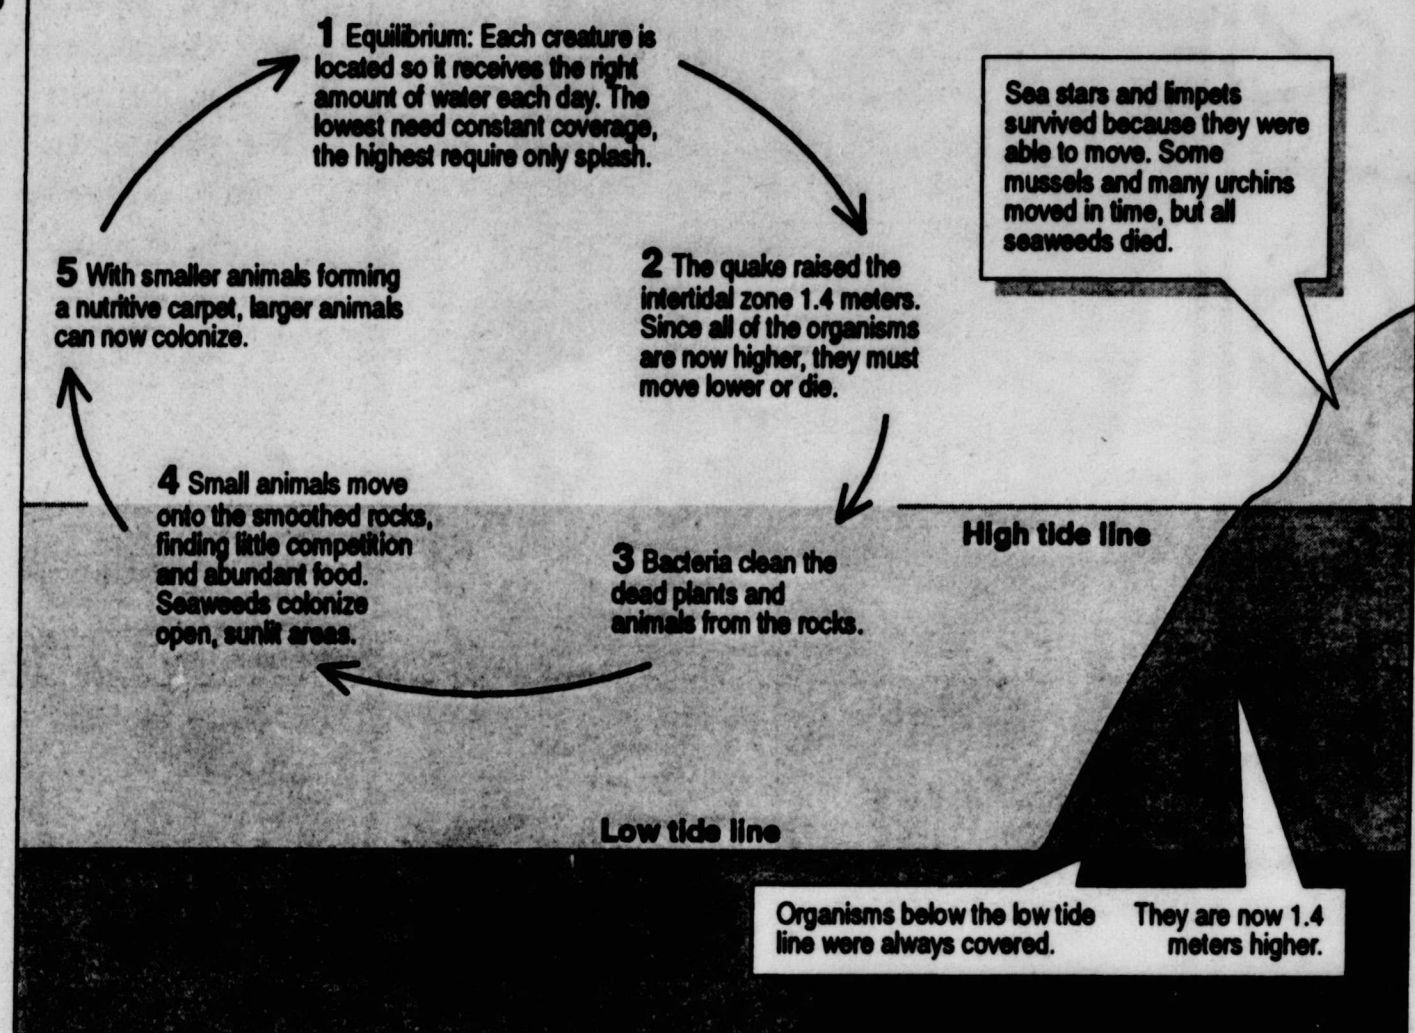 1 Equilibrium: Each creature is
located so it receives the right
amount of water each day. The
lowest need constant coverage,
the highest require only splash.
2 The quake raised the
intertidal zone 1.4 meters.
Since all of the organisms
are now higher, they must
move lower or die.
3 Bacteria clean the
dead plants and
animals from the rocks.
4 Small animals move
onto the smoothed rocks,
finding little competition
and abundant food.
Seaweeds colonize
open, sunlit areas.
5 With smaller animals forming
a nutritive carpet, larger animals
can now colonize.
Sea stars and limpets
survived because they were
able to move. Some
mussels and many urchins
moved in time, but all
seaweeds died.
High tide line
Low tide line
Organisms below the low tide
line were always covered.
They are now 1.4
meters higher.